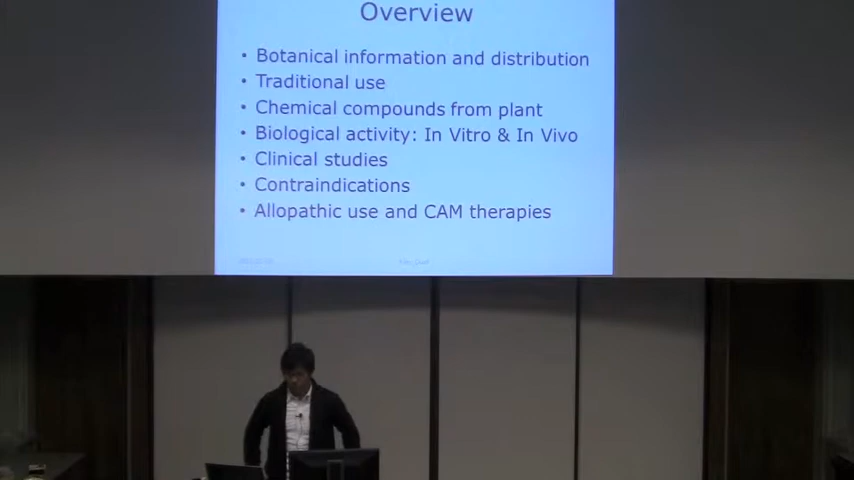 Overview
• Botanical information and distribution
• Traditional use
• Chemical compounds from plant
• Biological activity: In Vitro & In Vivo
• Clinical studies
• Contraindications
• Allopathic use and CAM therapies